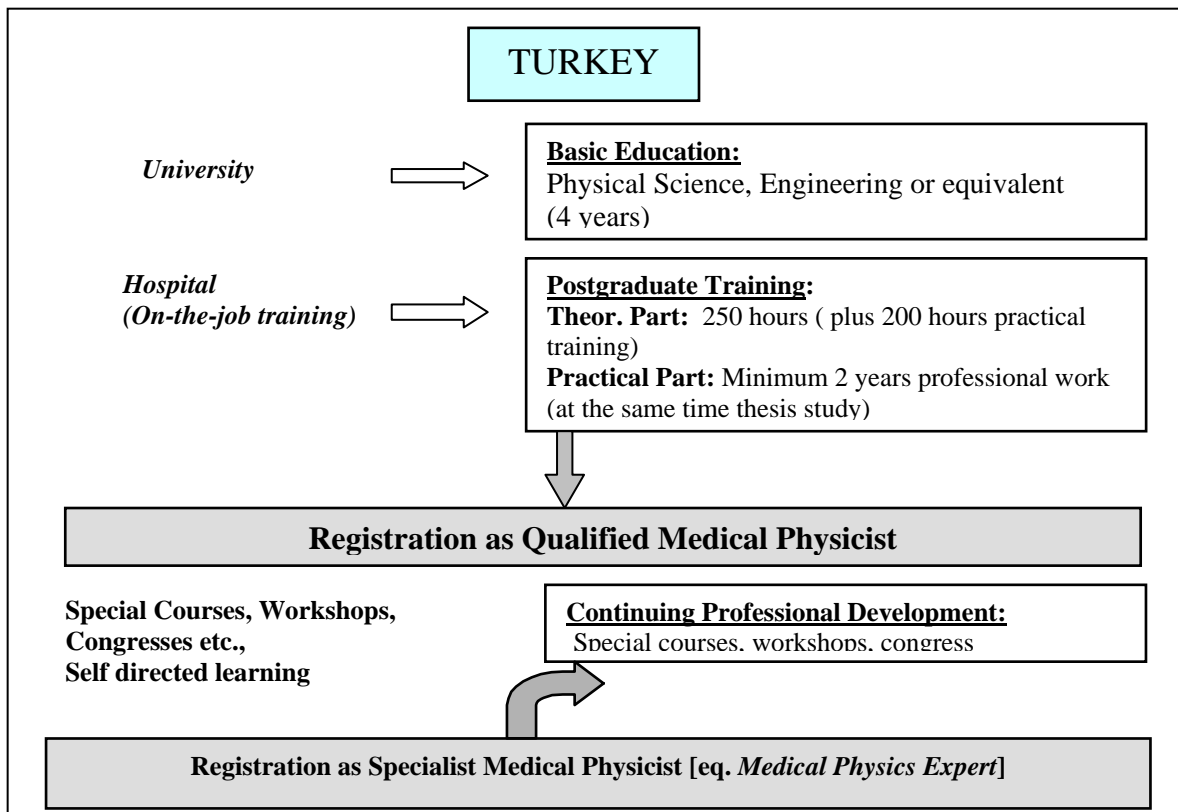 TURKEY
University
Basic Education:
Physical Science, Engineering or equivalent
(4 years)
Hospital
(On-the-job training)
Postgraduate Training:
Theor. Part: 250 hours ( plus 200 hours practical
training)
Practical Part: Minimum 2 years professional work
(at the same time thesis study)
Registration as Qualified Medical Physicist
Special Courses, Workshops,
Congresses etc.,
Self directed learning
Continuing Professional Development:
Special courses, workshops, congress
Registration as Specialist Medical Physicist [eq. Medical Physics Expert]